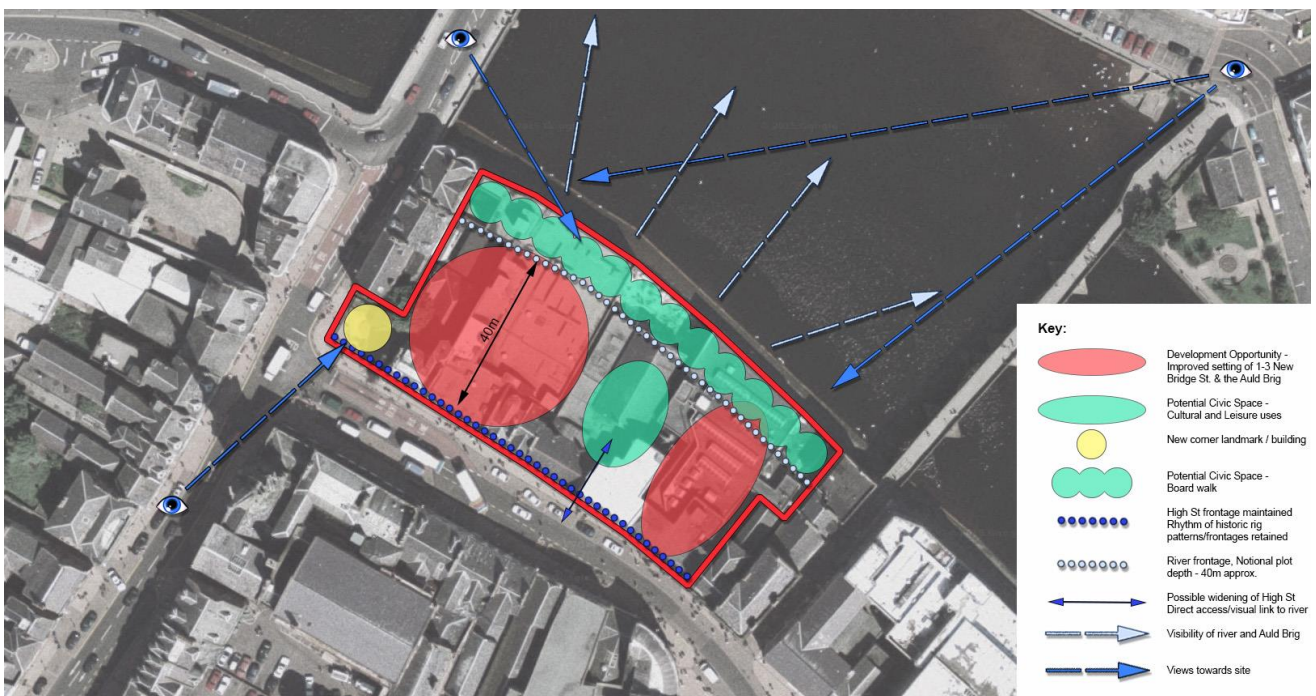 40m
Key:
Development Opportunity -
Improved setting of 1-3 New
Bridge St. & the Auld Brig
Potential Civic Space -
Cultural and Leisure uses
New corner landmark / building
Potential Civic Space -
Board walk
High St frontage maintained
Rhythm of historic rig
patterns/frontages retained
River frontage, Notional plot
depth - 40m approx.
Possible widening of High St
Direct access/visual link to river
Visibility of river and Auld Brig
Views towards site